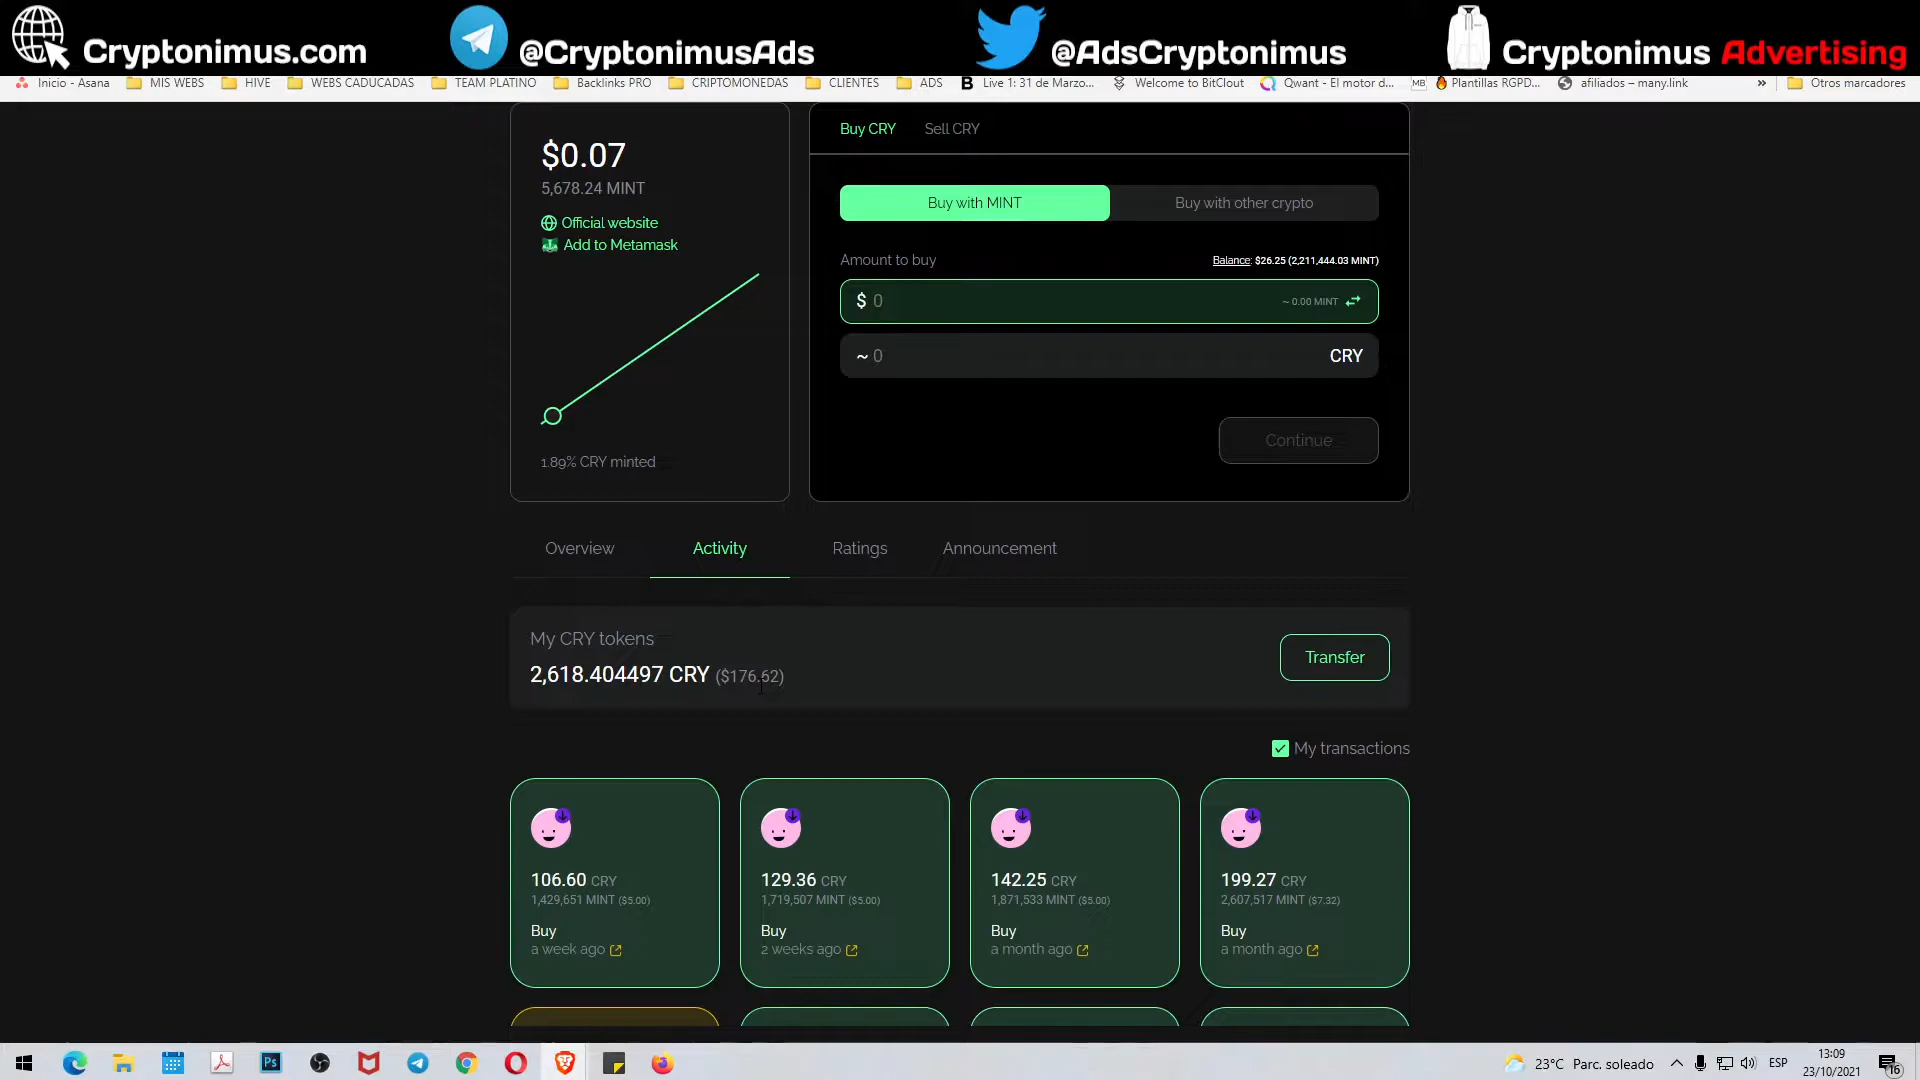 Cryptonimus.com
@CryptonimusAds
@AdsCryptonimus
Cryptonimus Advertising
Inicio - Asana
MIS WEBS
HIVE
WEBS CADUCADAS
TEAM PLATINO
Backlinks PRO
CRIPTOMONEDAS
CLIENTES
ADS
B
Live 1: 31 de Marzo...
Welcome to BitClout
Qwant - El motor d...
MB
Plantillas RGPD...
afiliados – many.link
»
Otros marcadores
$0.07
5,678.24 MINT
Official website
Add to Metamask
1.89% CRY minted
Buy CRY
Sell CRY
Buy with MINT
Buy with other crypto
Amount to buy
Balance: $26.25 (2,211,444.03 MINT)
$ 0
~ 0.00 MINT
~ 0
CRY
Continue
Overview
Activity
Ratings
Announcement
My CRY tokens
2,618.404497 CRY ($176.62)
Transfer
My transactions
106.60 CRY
1,429,651 MINT ($5.00)
Buy
a week ago
129.36 CRY
1,719,507 MINT ($5.00)
Buy
2 weeks ago
142.25 CRY
1,871,533 MINT ($5.00)
Buy
a month ago
199.27 CRY
2,607,517 MINT ($7.32)
Buy
a month ago
Ps
23°C Parc. soleado
ESP
13:09
23/10/2021
16